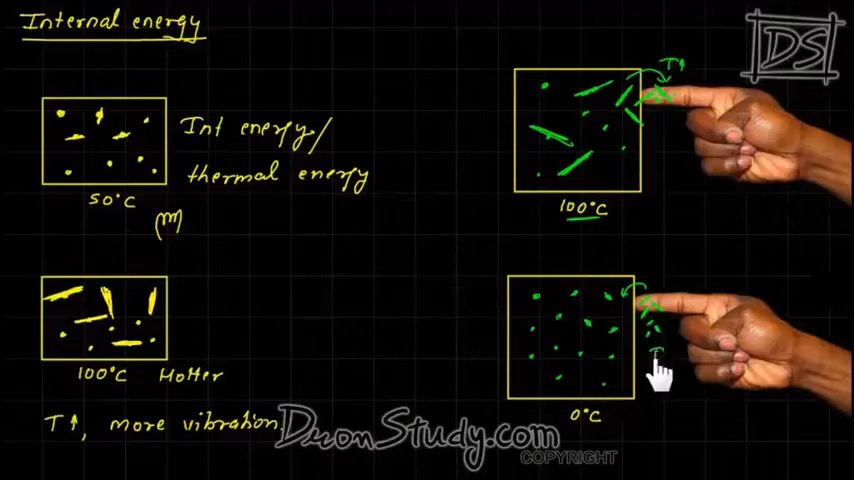 Internal energy
DS
T↑
Int energy/
thermal energy
50°C
(m)
100°C
100°C Hotter
0°C
T↑, more vibration.
DronStudy.com
COPYRIGHT